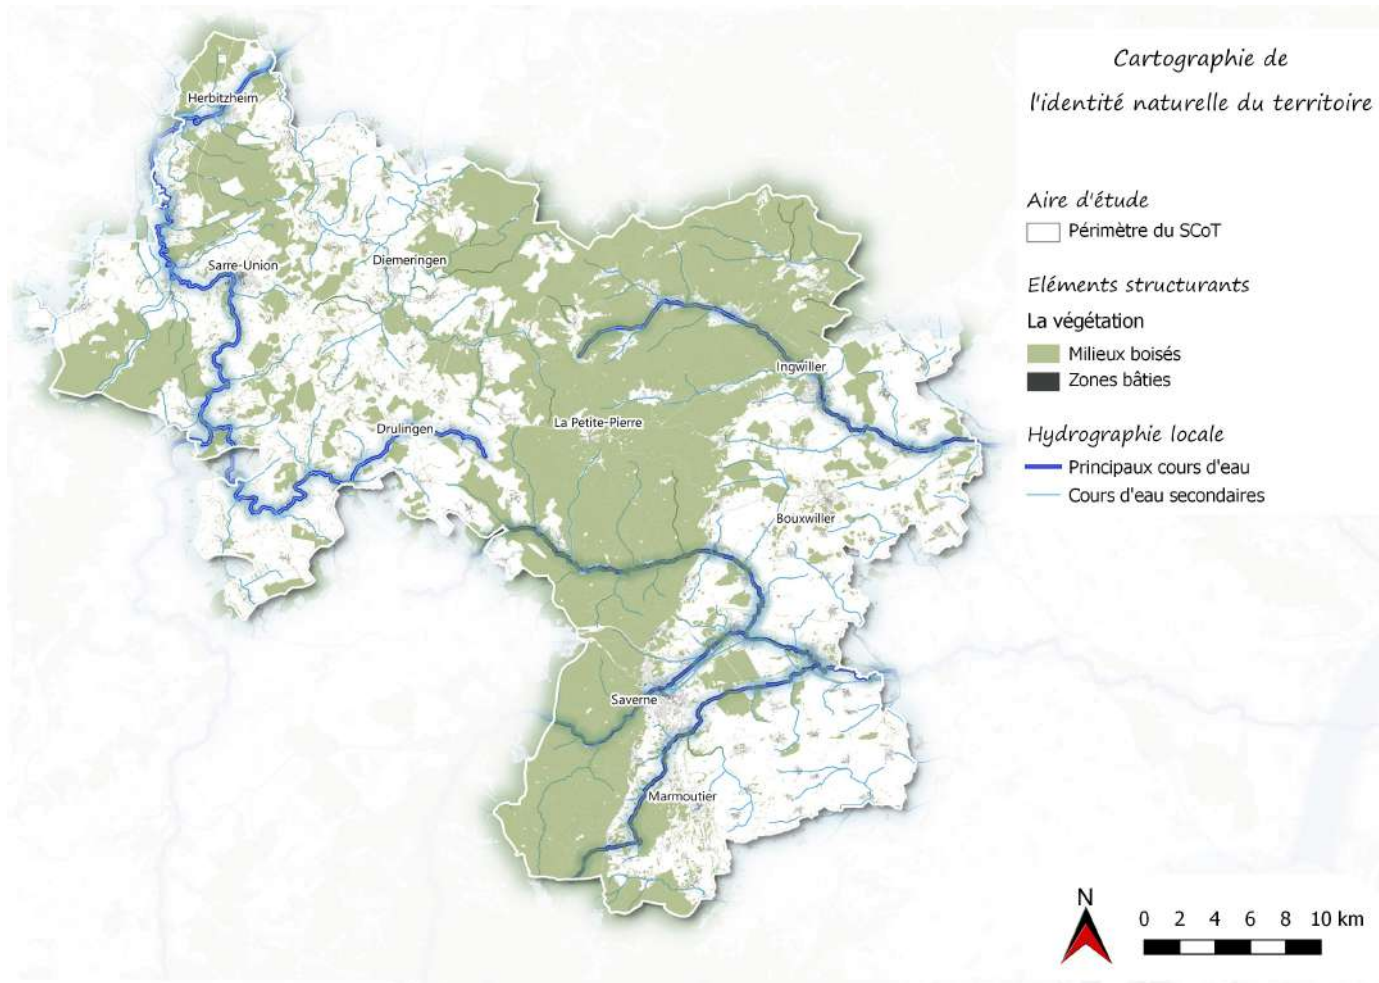 Cartographie de
l'identité naturelle du territoire
Aire d'étude
Périmètre du SCoT
Eléments structurants
La végétation
Milieux boisés
Zones bâties
Hydrographie locale
Principaux cours d'eau
Cours d'eau secondaires
Herbitzheim
Sarre-Union
Diemeringen
Ingwiller
La Petite-Pierre
Drulingen
Bouxwiller
Saverne
Marmoutier
N
0 2 4 6 8 10 km